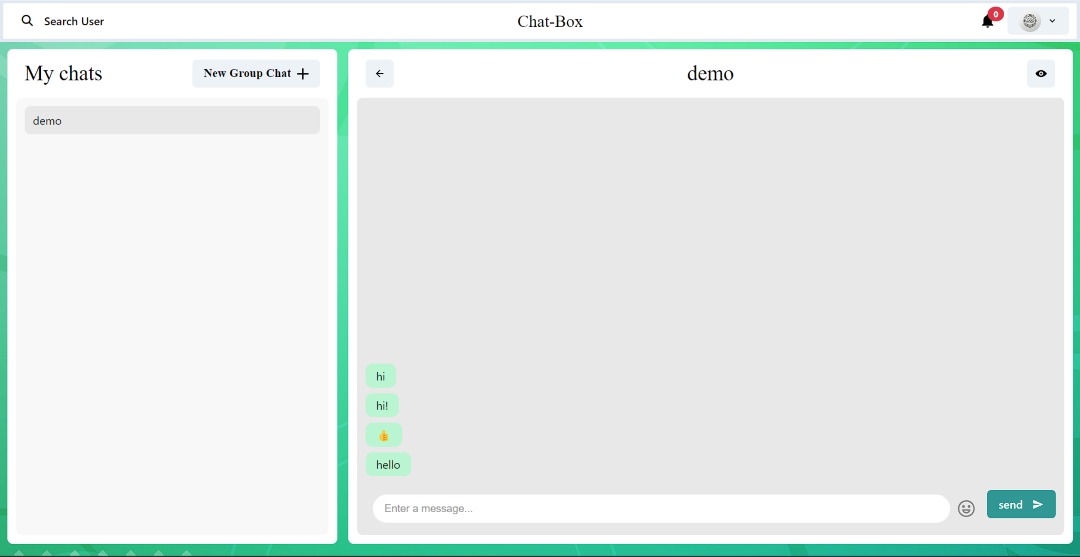 Search User
Chat-Box
0
My chats
New Group Chat
demo
demo
hi
hi!
👍
hello
Enter a message...
send